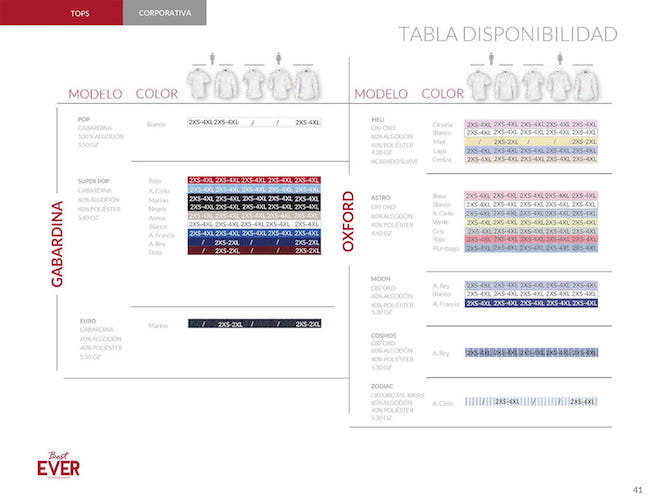 TOPS
CORPORATIVA
TABLA DISPONIBILIDAD
MODELO COLOR
GABARDINA
POP
GABARDINA
100% ALGODÓN
5.50 OZ
Blanco 2XS-4XL 2XS-4XL / / 2XS-4XL
SUPER POP
GABARDINA
60% ALGODÓN
40% POLIÉSTER
Rojo 2XS-4XL 2XS-4XL 2XS-4XL 2XS-4XL 2XS-4XL
A. Cielo 2XS-4XL 2XS-4XL 2XS-4XL 2XS-4XL 2XS-4XL
Marino 2XS-4XL 2XS-4XL 2XS-4XL 2XS-4XL 2XS-4XL
Negro 2XS-4XL 2XS-4XL 2XS-4XL 2XS-4XL 2XS-4XL
Arena 2XS-4XL 2XS-4XL 2XS-4XL 2XS-4XL 2XS-4XL
Blanco 2XS-4XL 2XS-4XL 2XS-4XL 2XS-4XL 2XS-4XL
A. Francia 2XS-4XL 2XS-4XL 2XS-4XL 2XS-4XL 2XS-4XL
A. Rey / 2XS-2XL / / 2XS-2XL
Tinto / 2XS-2XL / / 2XS-2XL
EURO
GABARDINA
60% ALGODÓN
40% POLIÉSTER
5.50 OZ
Marino / 2XS-2XL / / 2XS-2XL
MODELO COLOR
OXFORD
HELI
OXFORD
60% ALGODÓN
40% POLIÉSTER
4.20 OZ
ACABADO SUAVE
Ciruela 2XS-4XL 2XS-4XL 2XS-4XL 2XS-4XL 2XS-4XL
Blanco 2XS-4XL 2XS-4XL 2XS-4XL 2XS-4XL 2XS-4XL
Miel / 2XS-2XL / / 2XS-2XL
Lago 2XS-4XL 2XS-4XL 2XS-4XL 2XS-4XL 2XS-4XL
Ceniza 2XS-4XL 2XS-4XL 2XS-4XL 2XS-4XL 2XS-4XL
ASTRO
OXFORD
60% ALGODÓN
40% POLIÉSTER
Rosa 2XS-4XL 2XS-4XL 2XS-4XL 2XS-4XL 2XS-4XL
Blanco 2XS-4XL 2XS-4XL 2XS-4XL 2XS-4XL 2XS-4XL
A. Cielo 2XS-4XL 2XS-4XL 2XS-4XL 2XS-4XL 2XS-4XL
Verde 2XS-4XL 2XS-4XL 2XS-4XL 2XS-4XL 2XS-4XL
Gris 2XS-4XL 2XS-4XL 2XS-4XL 2XS-4XL 2XS-4XL
Rojo 2XS-4XL 2XS-4XL 2XS-4XL 2XS-4XL 2XS-4XL
Plumbago 2XS-4XL 2XS-4XL 2XS-4XL 2XS-4XL 2XS-4XL
MOON
OXFORD
60% ALGODÓN
40% POLIÉSTER
5.30 OZ
A. Rey 2XS-4XL 2XS-4XL 2XS-4XL 2XS-4XL 2XS-4XL
Blanco 2XS-4XL 2XS-4XL 2XS-4XL 2XS-4XL 2XS-4XL
A. Francia 2XS-4XL 2XS-4XL 2XS-4XL 2XS-4XL 2XS-4XL
COSMOS
OXFORD
60% ALGODÓN
40% POLIÉSTER
5.30 OZ
A. Rey 2XS-4XL 2XS-4XL 2XS-4XL 2XS-4XL 2XS-4XL
ZODIAC
60% ALGODÓN
40% POLIÉSTER
5.30 OZ
A. Cielo / 2XS-4XL / / 2XS-4XL
Best
EVER
41